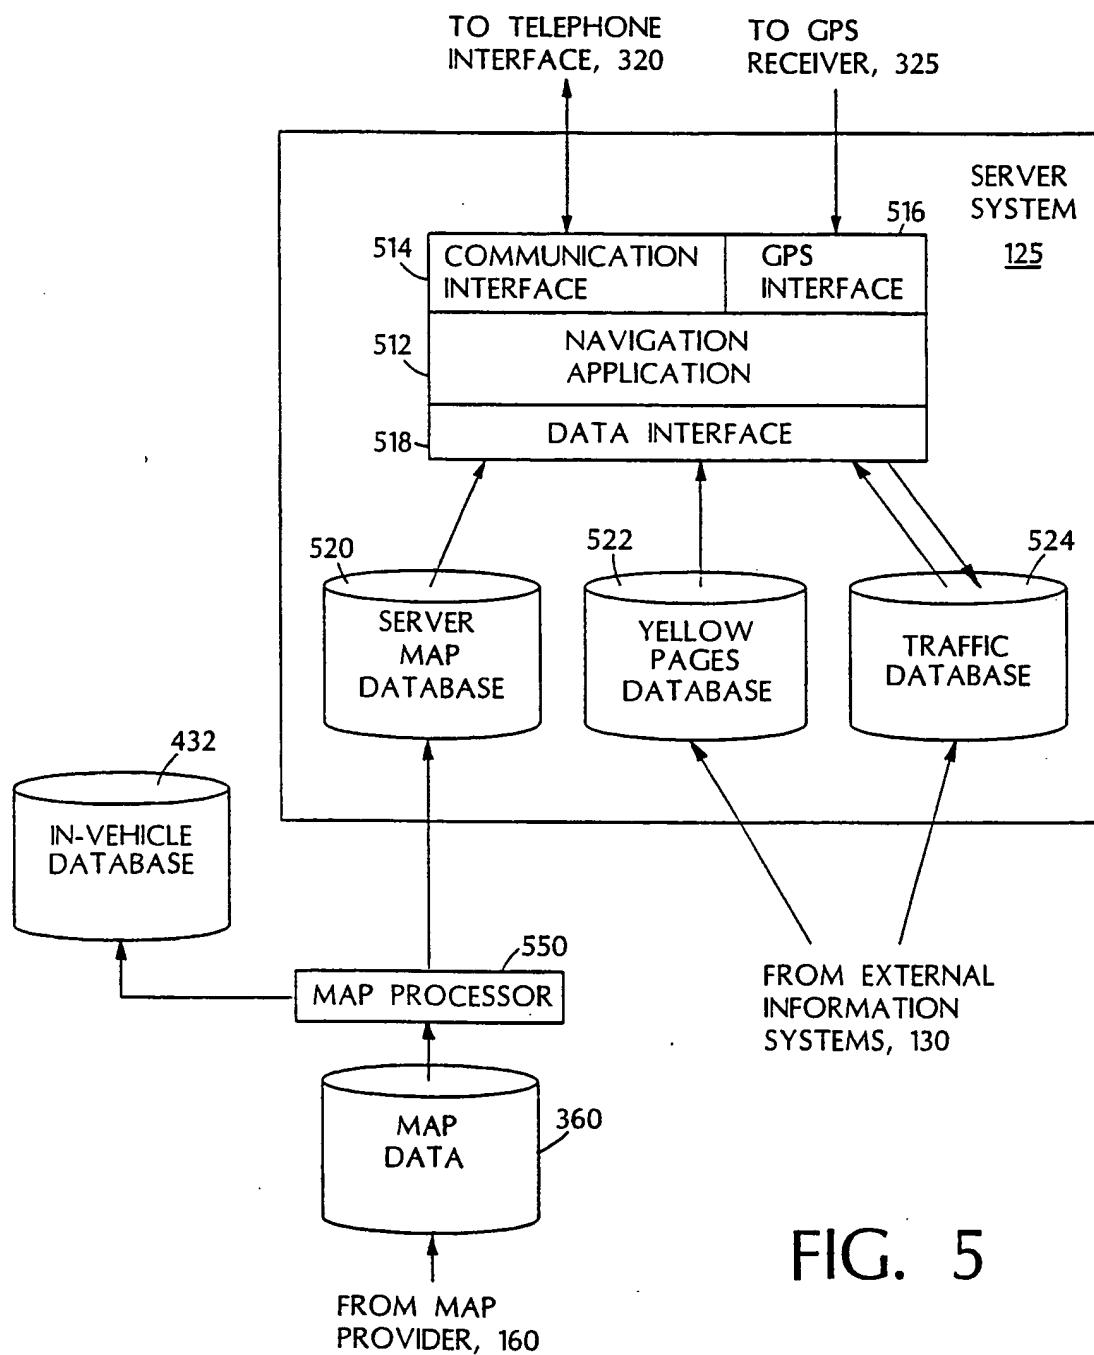 TO TELEPHONE
INTERFACE, 320
TO GPS
RECEIVER, 325
SERVER
SYSTEM
125
516
514
COMMUNICATION
INTERFACE
GPS
INTERFACE
512
NAVIGATION
APPLICATION
518
DATA INTERFACE
520
522
524
SERVER
MAP
DATABASE
YELLOW
PAGES
DATABASE
TRAFFIC
DATABASE
432
IN-VEHICLE
DATABASE
550
MAP PROCESSOR
FROM EXTERNAL
INFORMATION
SYSTEMS, 130
MAP
DATA
360
FROM MAP
PROVIDER, 160
FIG. 5